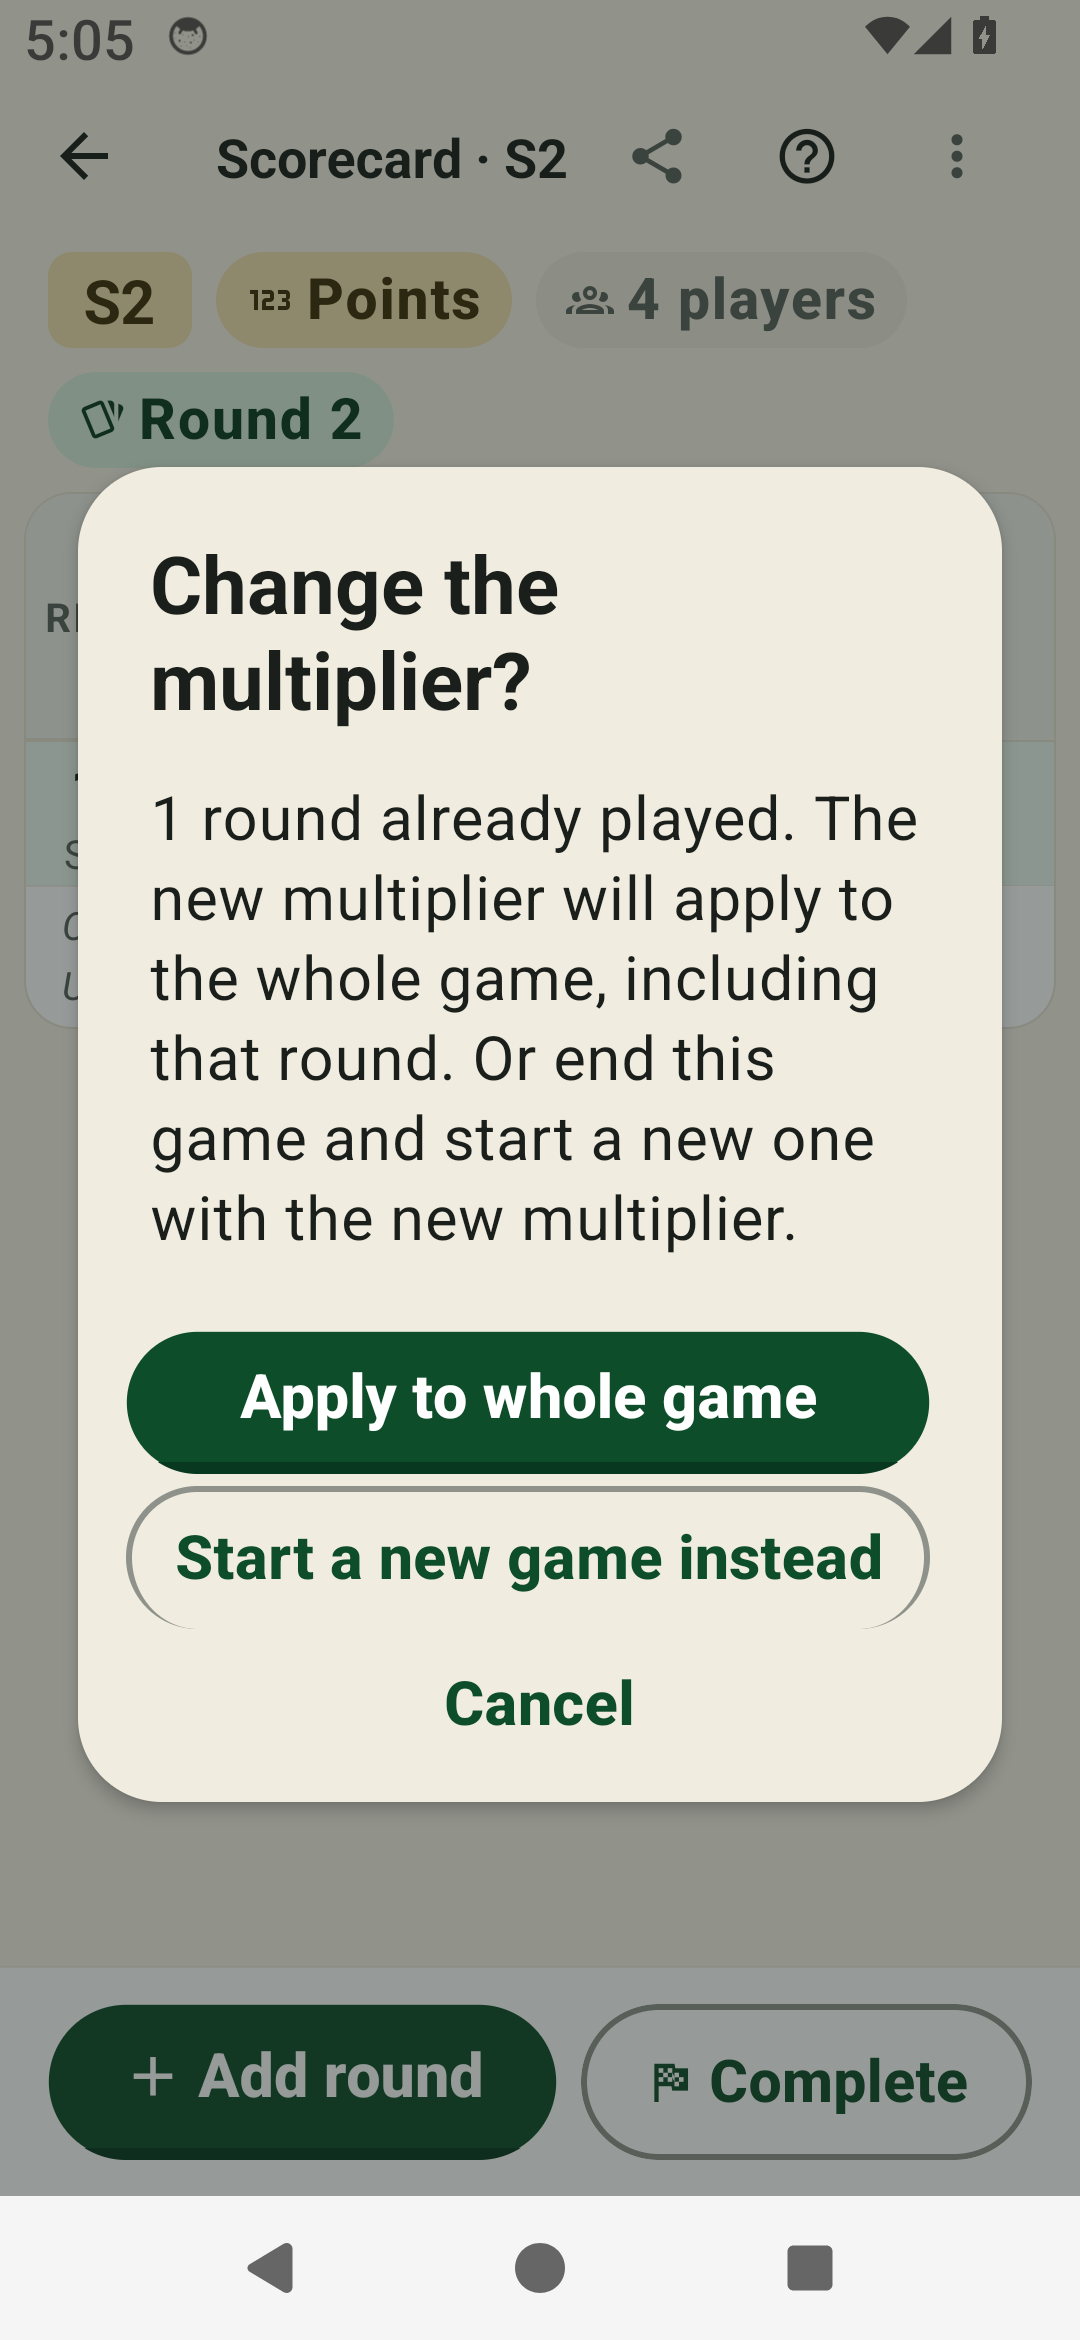 5:05
Scorecard · S2
S2
123 Points
4 players
Round 2
Change the
multiplier?
1 round already played. The
new multiplier will apply to
the whole game, including
that round. Or end this
game and start a new one
with the new multiplier.
Apply to whole game
Start a new game instead
Cancel
Add round
Complete